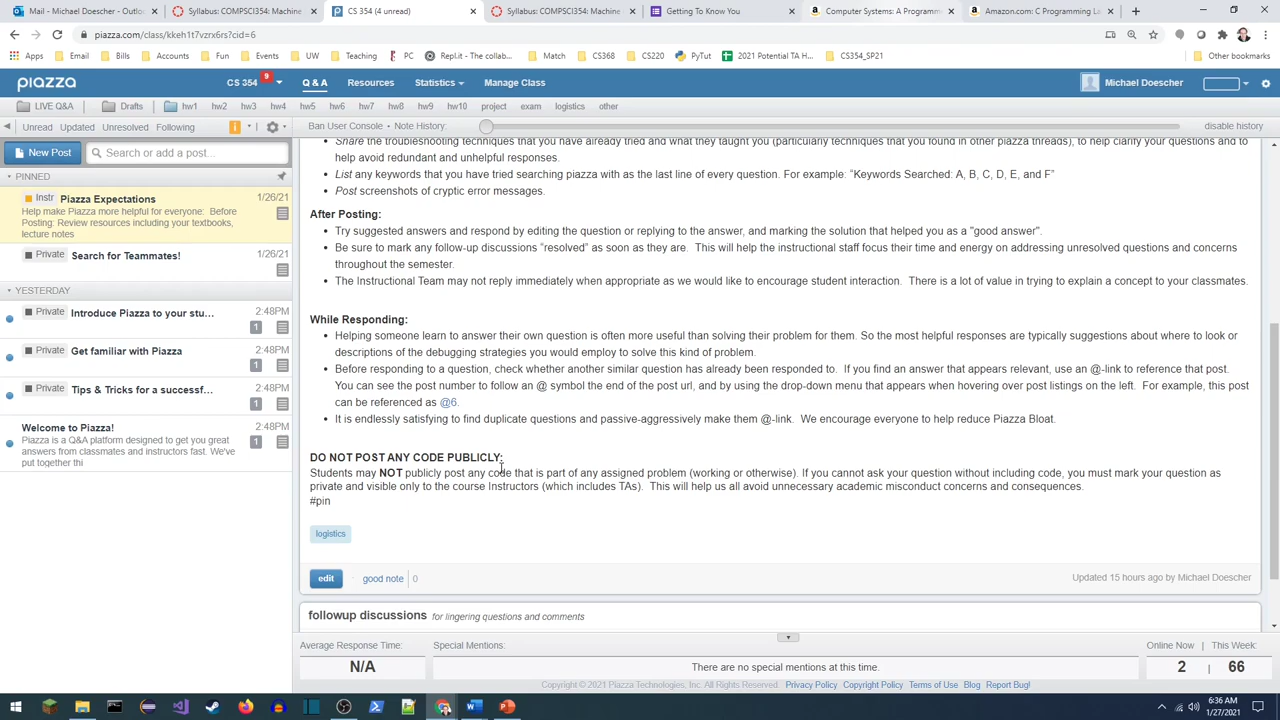 Mail - Michael Doescher - Outloo
Syllabus: COMPSCI354: Machine
CS 354 (4 unread)
Syllabus: COMPSCI354: Machine
Getting To Know You
Computer Systems: A Programm
Amazon.com: C Programming La
piazza.com/class/kkeh1t7vzrx6rs?cid=6
Apps
Email
Bills
Accounts
Fun
Events
UW
Teaching
PC
Repl.it - The collab...
Match
CS368
CS220
PyTut
2021 Potential TA H...
CS354_SP21
Other bookmarks
piazza
CS 354
9
Q & A
Resources
Statistics
Manage Class
Michael Doescher
LIVE Q&A
Drafts
hw1
hw2
hw3
hw4
hw5
hw6
hw7
hw8
hw9
hw10
project
exam
logistics
other
Unread
Updated
Unresolved
Following
Ban User Console • Note History:
disable history
New Post
Search or add a post...
PINNED
Instr
Piazza Expectations
1/26/21
Help make Piazza more helpful for everyone: Before
Posting: Review resources including your textbooks,
lecture notes
Private
Search for Teammates!
1/26/21
YESTERDAY
Private
Introduce Piazza to your stu…
2:48PM
1
Private
Get familiar with Piazza
2:48PM
1
Private
Tips & Tricks for a successf…
2:48PM
1
Welcome to Piazza!
2:48PM
Piazza is a Q&A platform designed to get you great
answers from classmates and instructors fast. We've
put together thi
1
• Share the troubleshooting techniques that you have already tried and what they taught you (particularly techniques that you found in other piazza threads), to help clarify your questions and to
help avoid redundant and unhelpful responses.
• List any keywords that you have tried searching piazza with as the last line of every question. For example: “Keywords Searched: A, B, C, D, E, and F”
• Post screenshots of cryptic error messages.
After Posting:
• Try suggested answers and respond by editing the question or replying to the answer, and marking the solution that helped you as a "good answer".
• Be sure to mark any follow-up discussions “resolved” as soon as they are. This will help the instructional staff focus their time and energy on addressing unresolved questions and concerns
throughout the semester.
• The Instructional Team may not reply immediately when appropriate as we would like to encourage student interaction. There is a lot of value in trying to explain a concept to your classmates.
While Responding:
• Helping someone learn to answer their own question is often more useful than solving their problem for them. So the most helpful responses are typically suggestions about where to look or
descriptions of the debugging strategies you would employ to solve this kind of problem.
• Before responding to a question, check whether another similar question has already been responded to. If you find an answer that appears relevant, use an @-link to reference that post.
You can see the post number to follow an @ symbol the end of the post url, and by using the drop-down menu that appears when hovering over post listings on the left. For example, this post
can be referenced as @6.
• It is endlessly satisfying to find duplicate questions and passive-aggressively make them @-link. We encourage everyone to help reduce Piazza Bloat.
DO NOT POST ANY CODE PUBLICLY:
Students may NOT publicly post any code that is part of any assigned problem (working or otherwise). If you cannot ask your question without including code, you must mark your question as
private and visible only to the course Instructors (which includes TAs). This will help us all avoid unnecessary academic misconduct concerns and consequences.
#pin
logistics
edit
good note
0
Updated 15 hours ago by Michael Doescher
followup discussions for lingering questions and comments
Average Response Time:
N/A
Special Mentions:
There are no special mentions at this time.
Online Now | This Week:
2 | 66
Copyright © 2021 Piazza Technologies, Inc. All Rights Reserved. Privacy Policy Copyright Policy Terms of Use Blog Report Bug!
6:36 AM
1/27/2021